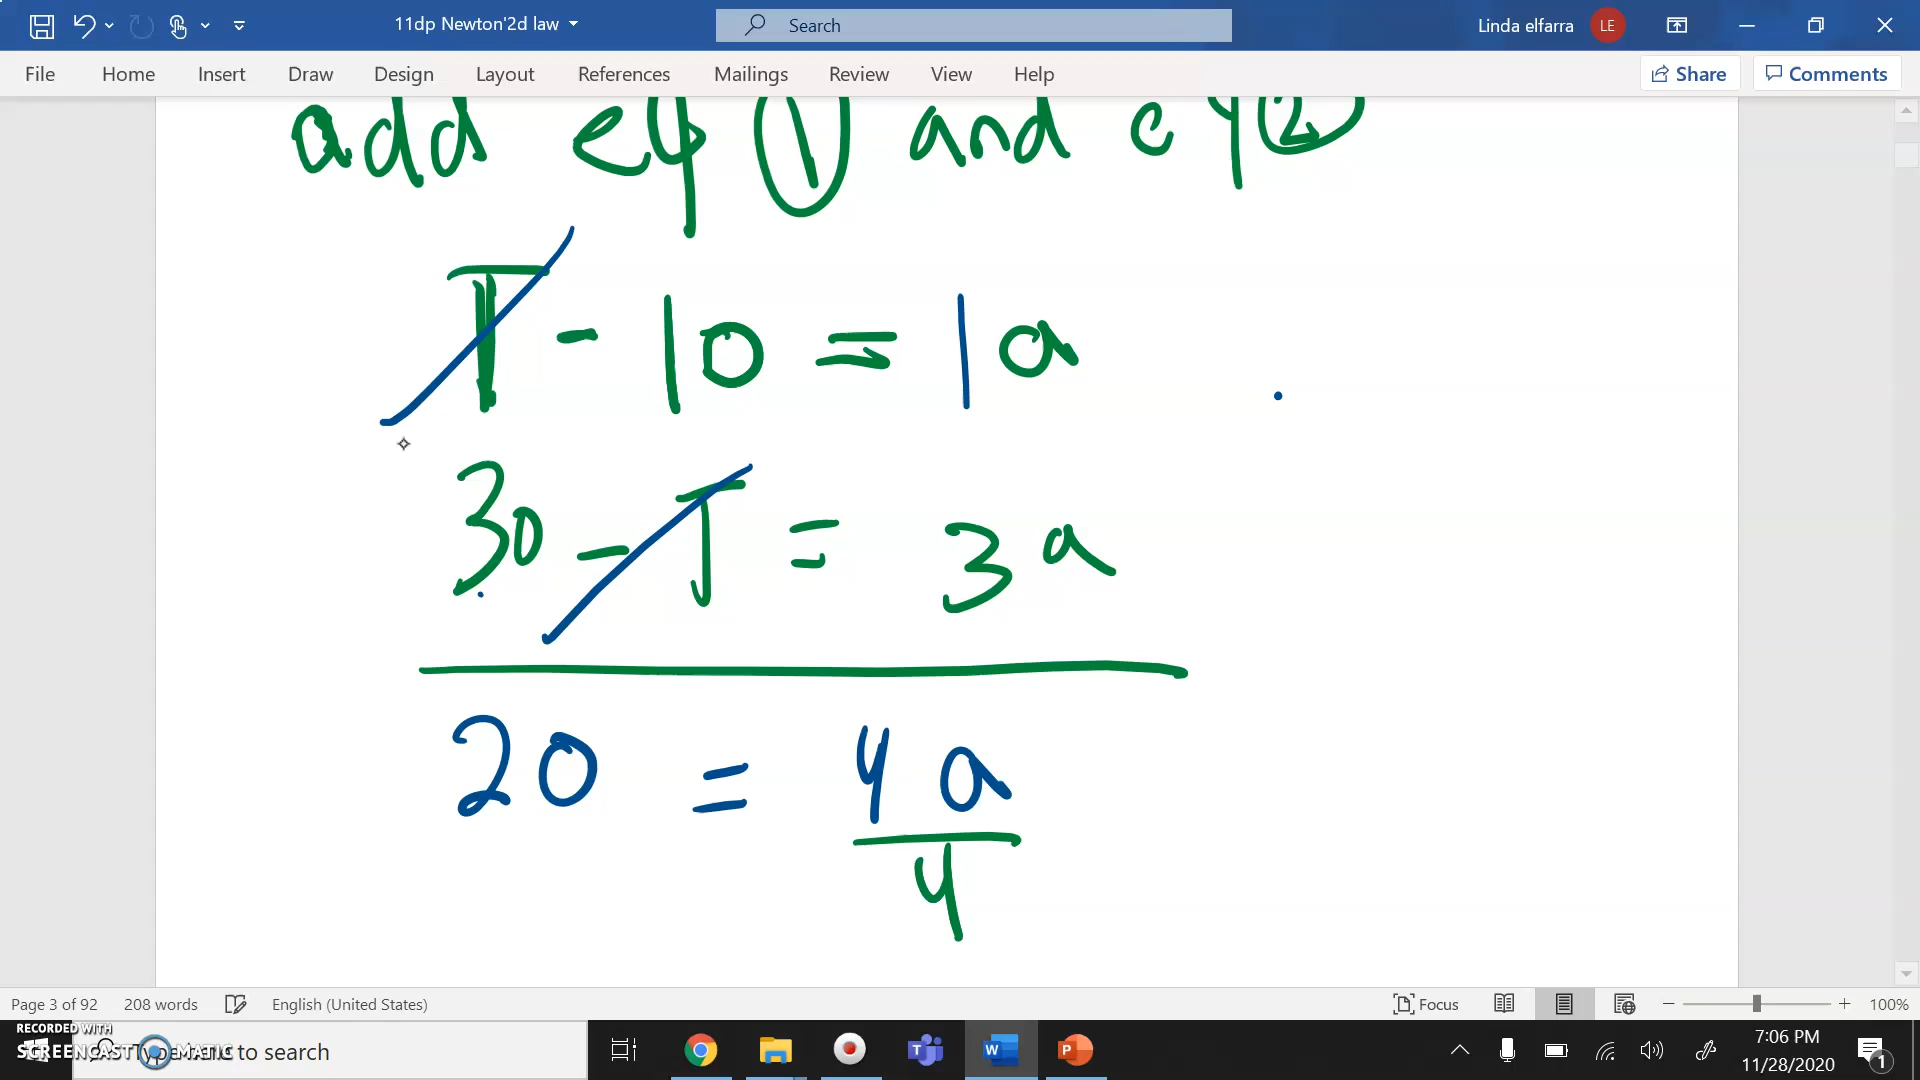 11dp Newton'2d law
Search
Linda elfarra LE
File Home Insert Draw Design Layout References Mailings Review View Help Share Comments
add eq 1 and eq 2
T - 10 = 1a
30 - T = 3a
20 = 4a
4
Page 3 of 92 208 words English (United States) Focus 100%
RECORDED WITH
SCREENCAST MATIC
Type here to search
7:06 PM
11/28/2020
1